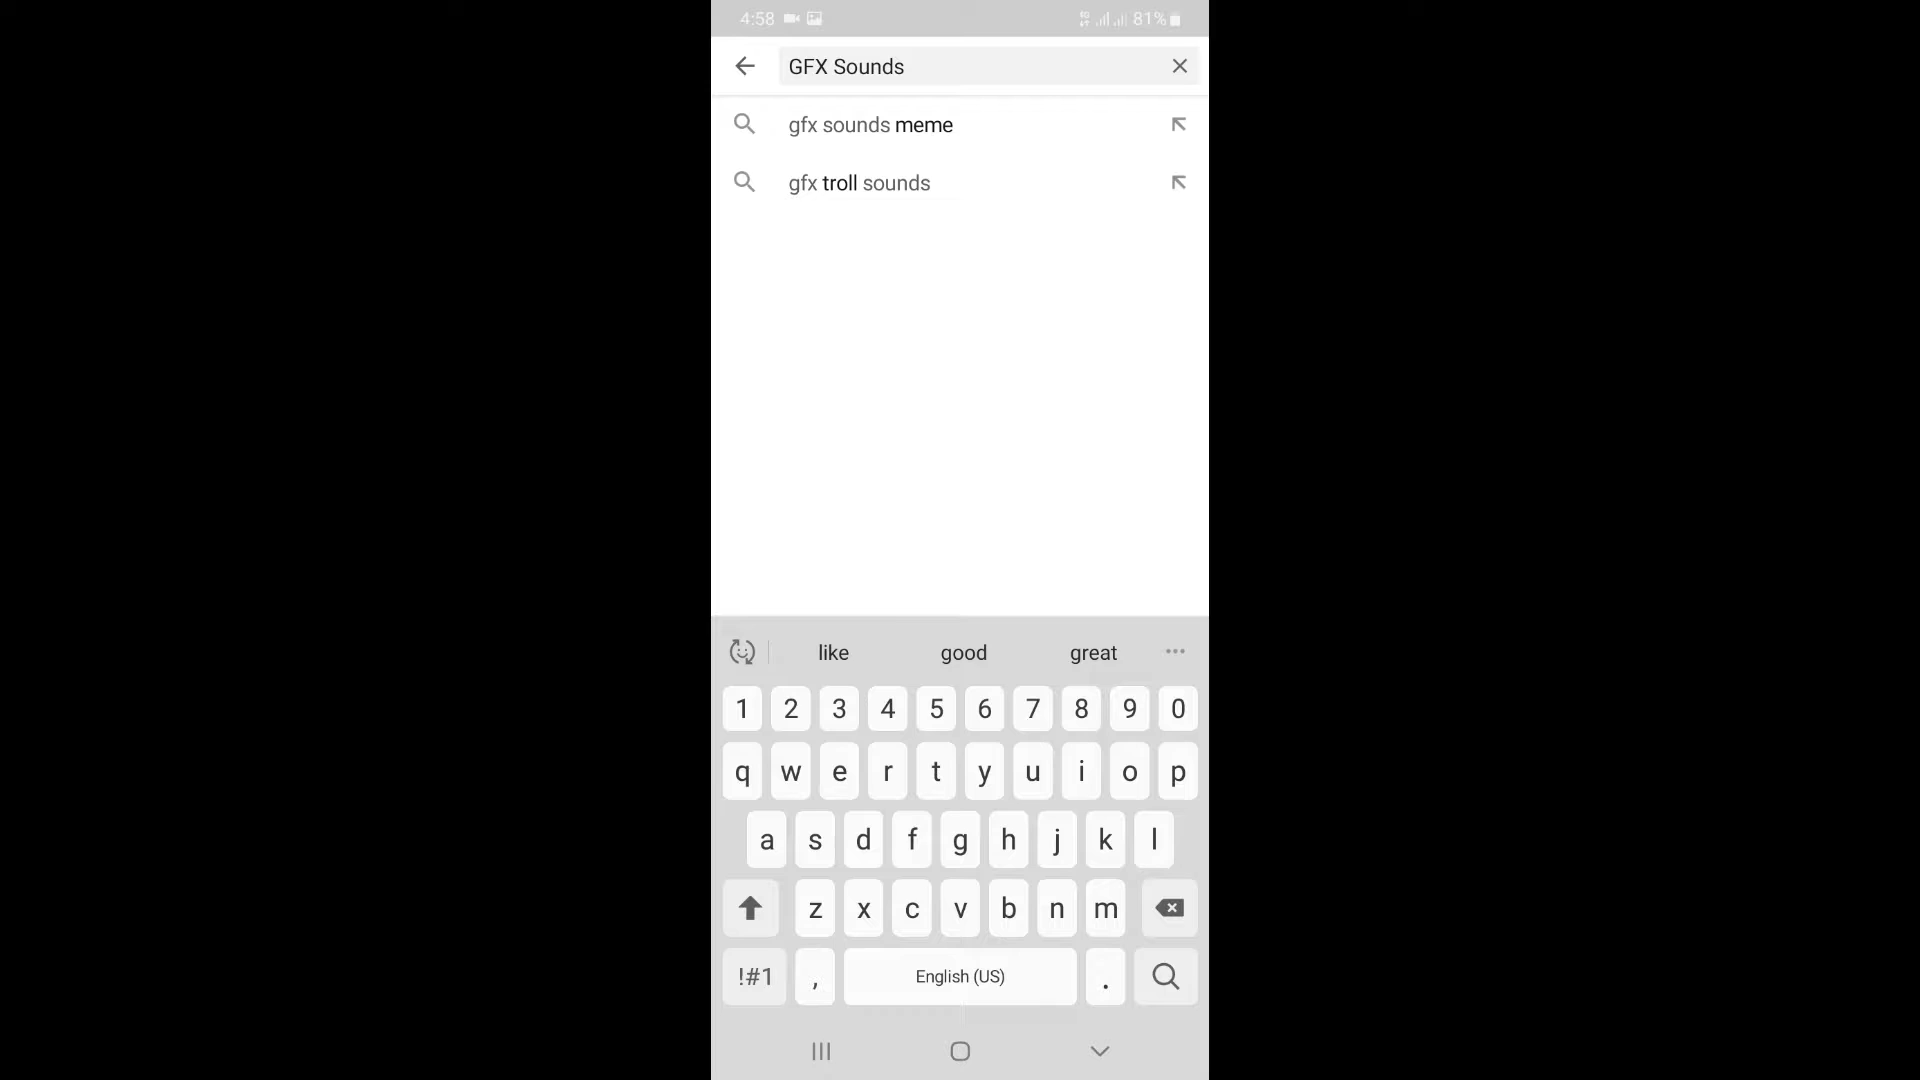 4:58 81%
GFX Sounds
gfx sounds meme
gfx troll sounds
like good great
1 2 3 4 5 6 7 8 9 0
q w e r t y u i o p
a s d f g h j k l
z x c v b n m
!#1 , English (US) .